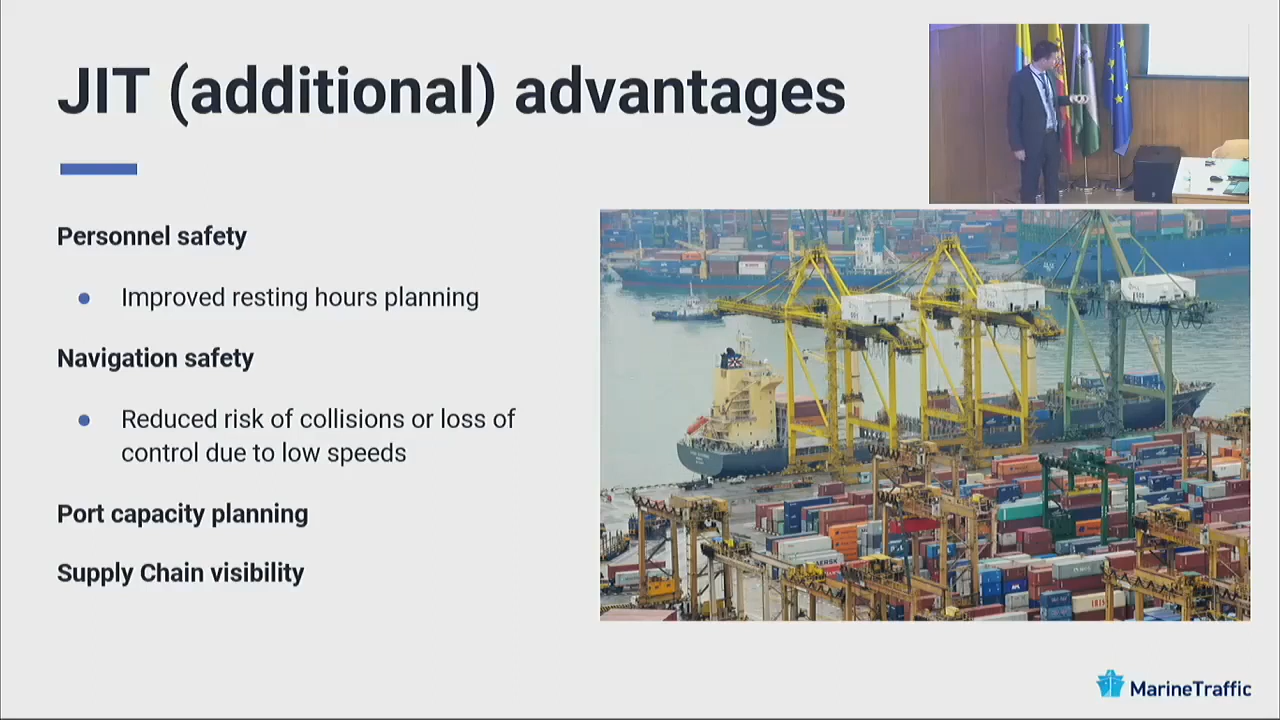 JIT (additional) advantages
Personnel safety
Improved resting hours planning
Navigation safety
Reduced risk of collisions or loss of
control due to low speeds
Port capacity planning
Supply Chain visibility
MarineTraffic